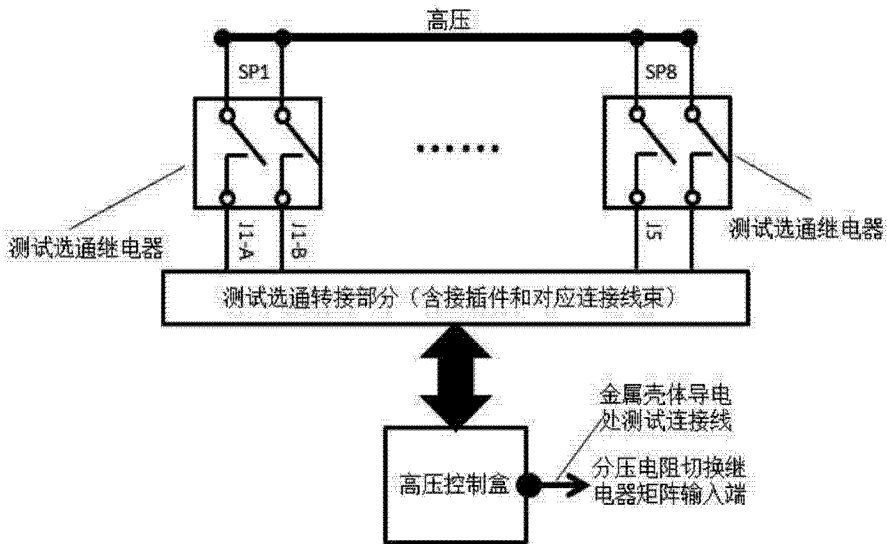 高压
SP1
SP8
测试选通继电器
J1-A
J1-B
J5
测试选通继电器
测试选通转接部分（含接插件和对应连接线束）
金属壳体导电
处测试连接线
高压控制盒
分压电阻切换继
电器矩阵输入端